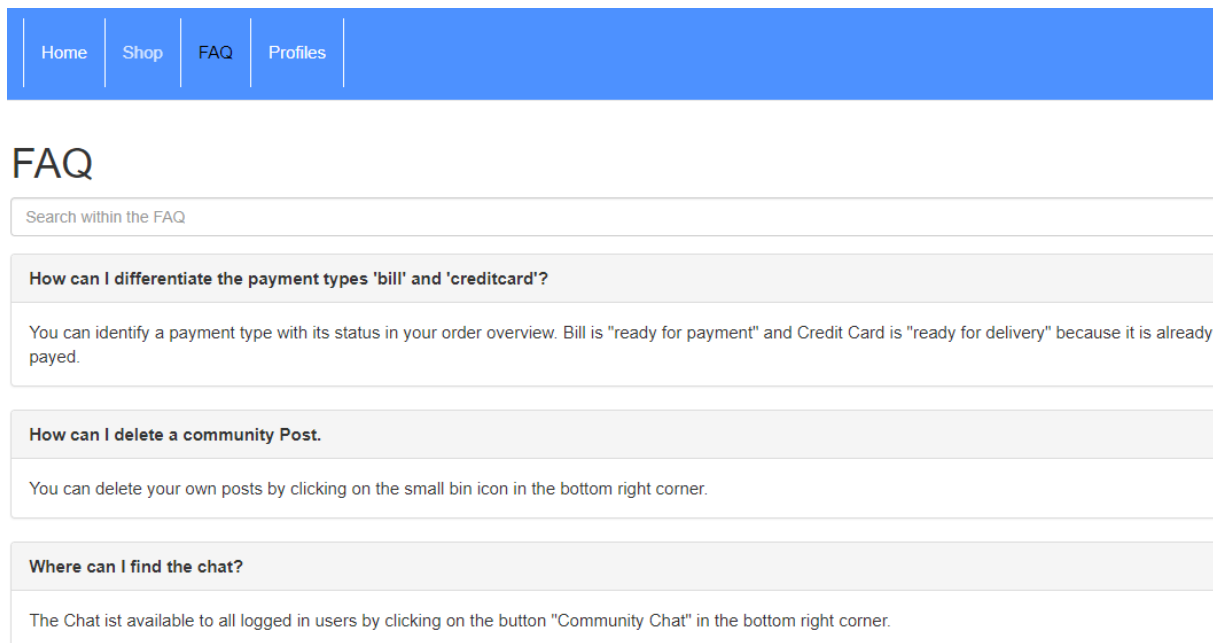 Home Shop FAQ Profiles
FAQ
Search within the FAQ
How can I differentiate the payment types 'bill' and 'creditcard'?
You can identify a payment type with its status in your order overview. Bill is "ready for payment" and Credit Card is "ready for delivery" because it is already
payed.
How can I delete a community Post.
You can delete your own posts by clicking on the small bin icon in the bottom right corner.
Where can I find the chat?
The Chat ist available to all logged in users by clicking on the button "Community Chat" in the bottom right corner.